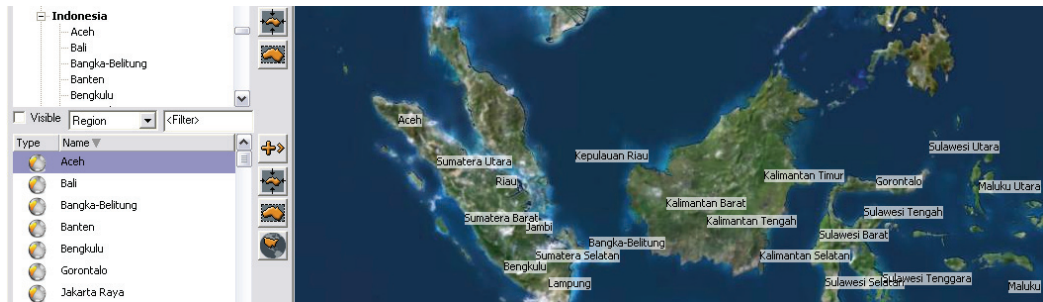 Indonesia
Aceh
Bali
Bangka-Belitung
Banten
Bengkulu
Visible Region <Filter>
Type Name
Aceh
Bali
Bangka-Belitung
Banten
Bengkulu
Gorontalo
Jakarta Raya
Aceh
Sumatera Utara
Kepulauan Riau
Sulawesi Utara
Riau
Kalimantan Timur
Gorontalo
Maluku Utara
Kalimantan Barat
Sumatera Barat
Kalimantan Tengah
Sulawesi Tengah
Jambi
Sulawesi Barat
Bangka-Belitung
Sumatera Selatan
Kalimantan Selatan
Bengkulu
Lampung
Sulawesi Selatan
Sulawesi Tenggara
Maluku